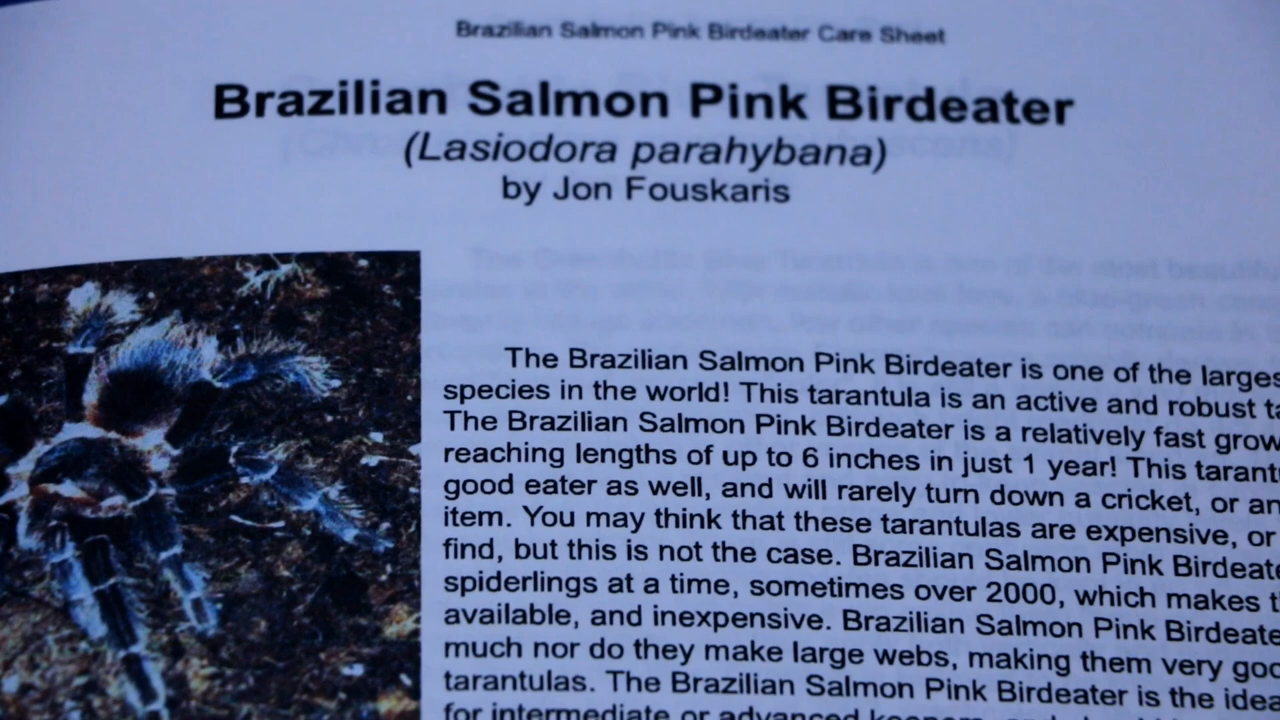 Brazilian Salmon Pink Birdeater Care Sheet
Brazilian Salmon Pink Birdeater
(Lasiodora parahybana)
by Jon Fouskaris
The Brazilian Salmon Pink Birdeater is one of the larges
species in the world! This tarantula is an active and robust t
The Brazilian Salmon Pink Birdeater is a relatively fast grow
reaching lengths of up to 6 inches in just 1 year! This tarant
good eater as well, and will rarely turn down a cricket, or an
item. You may think that these tarantulas are expensive, or
find, but this is not the case. Brazilian Salmon Pink Birdeate
spiderlings at a time, sometimes over 2000, which makes t
available, and inexpensive. Brazilian Salmon Pink Birdeate
much nor do they make large webs, making them very goo
tarantulas. The Brazilian Salmon Pink Birdeater is the idea
for intermediate or advanced keepers